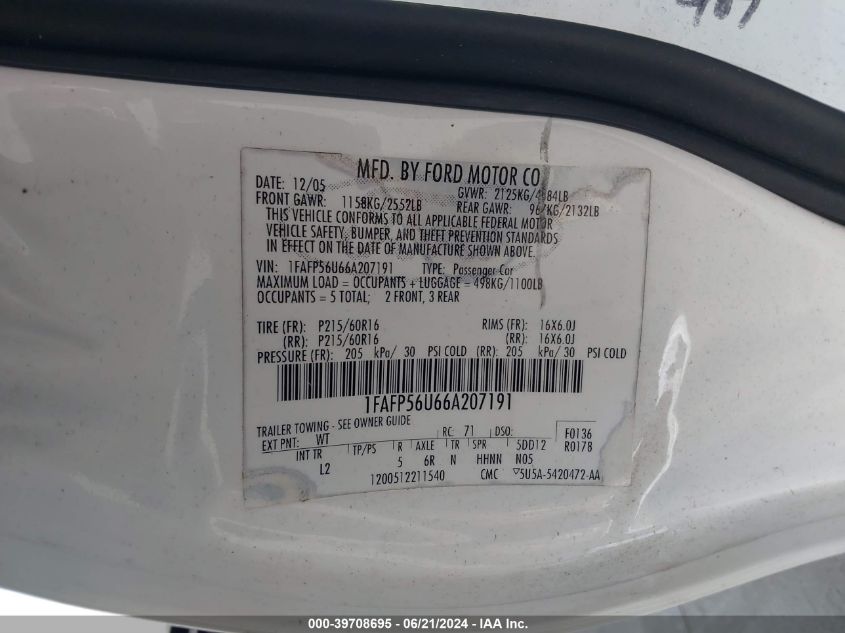 MFD. BY FORD MOTOR CO
DATE: 12/05 GVWR: 2125KG/4684LB
FRONT GAWR: 1158KG/2552LB REAR GAWR: 967KG/2132LB
THIS VEHICLE CONFORMS TO ALL APPLICABLE FEDERAL MOTOR
VEHICLE SAFETY, BUMPER, AND THEFT PREVENTION STANDARDS
IN EFFECT ON THE DATE OF MANUFACTURE SHOWN ABOVE.
VIN: 1FAFP56U66A207191 TYPE: Passenger Car
MAXIMUM LOAD = OCCUPANTS + LUGGAGE = 498KG/1100LB
OCCUPANTS = 5 TOTAL; 2 FRONT, 3 REAR
TIRE (FR): P215/60R16 RIMS (FR): 16X6.0J
(RR): P215/60R16 (RR): 16X6.0J
PRESSURE (FR): 205 kPa/ 30 PSI COLD (RR): 205 kPa/ 30 PSI COLD
1FAFP56U66A207191
TRAILER TOWING - SEE OWNER GUIDE
EXT PNT: WT RC: 71 DSO: F0136
INT TR TP/PS R AXLE TR SPR 5DD12 R0178
L2 5 6R N HHNN N05
1200512211540 CMC 5U5A-5420472-AA
000-39708695 - 06/21/2024 - IAA Inc.